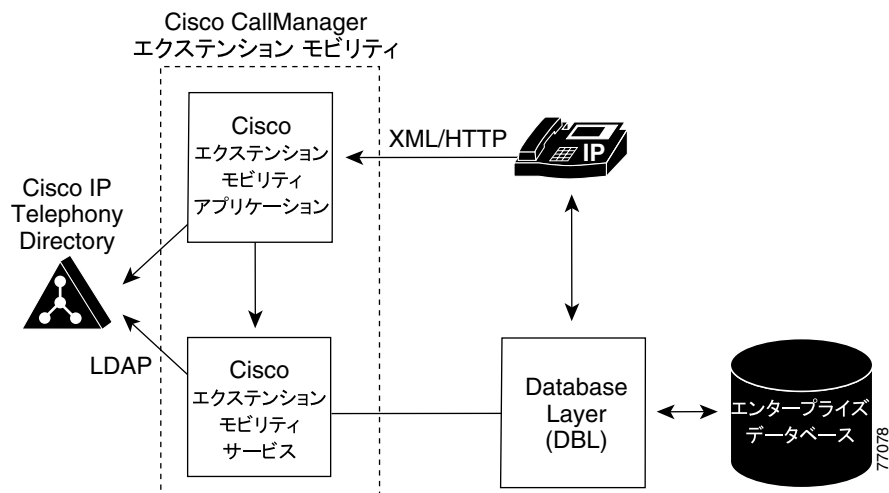 Cisco CallManager
エクステンション モビリティ
Cisco
エクステンション
モビリティ
アプリケーション
XML/HTTP
IP
Cisco IP
Telephony
Directory
LDAP
Cisco
エクステンション
モビリティ
サービス
Database
Layer
(DBL)
エンタープライズ
データベース
77078